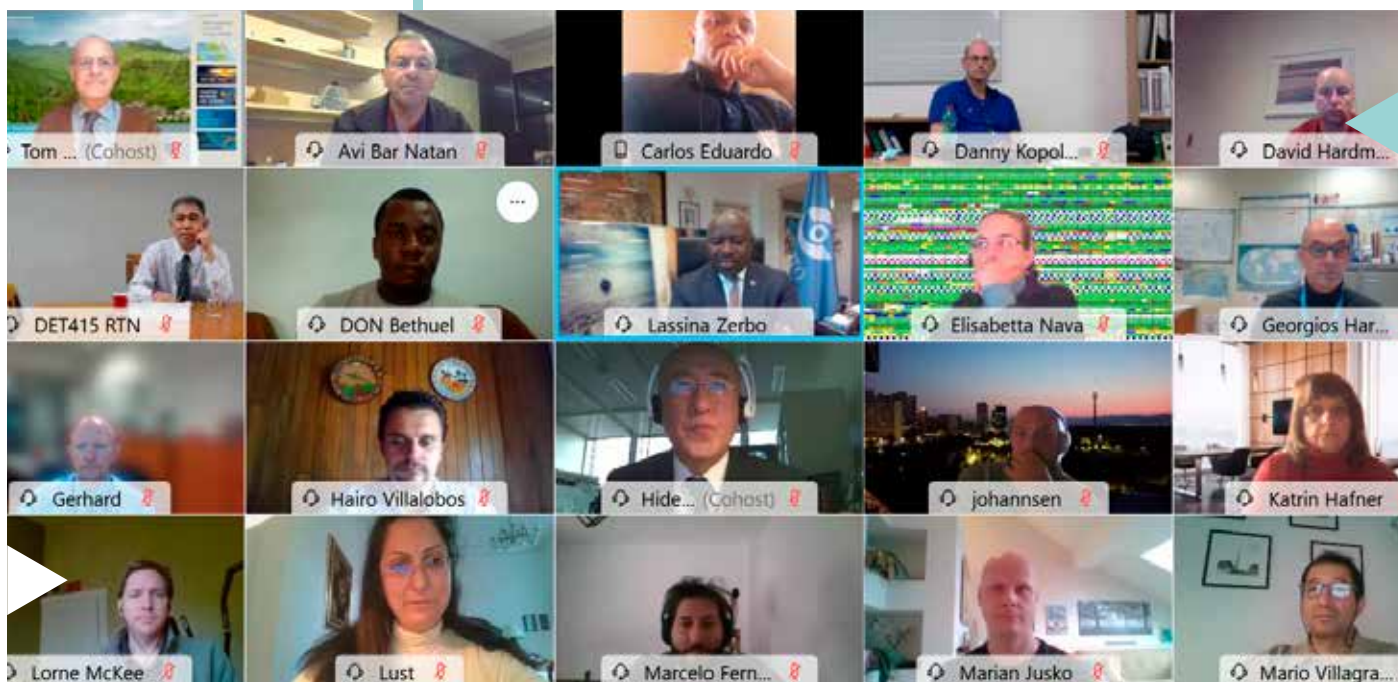 Tom ... (Cohost)
Avi Bar Natan
Carlos Eduardo
Danny Kopol...
David Hardm...
DET415 RTN
DON Bethuel
Lassina Zerbo
Elisabetta Nava
Georgios Har...
Gerhard
Hairo Villalobos
Hide... (Cohost)
johannsen
Katrin Hafner
Lorne McKee
Lust
Marcelo Fern...
Marian Jusko
Mario Villagra...